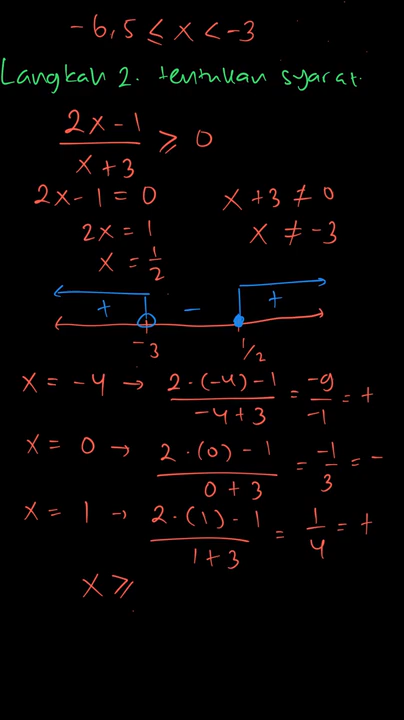 -6,5 ≤ x < -3
Langkah 2. tentukan syarat.
(2x - 1)/(x + 3) ≥ 0
2x - 1 = 0    x + 3 ≠ 0
2x = 1    x ≠ -3
x = 1/2
+ - +
-3    1/2
x = -4 → (2 · (-4) - 1)/(-4 + 3) = -9/-1 = +
x = 0 → (2 · (0) - 1)/(0 + 3) = -1/3 = -
x = 1 → (2 · (1) - 1)/(1 + 3) = 1/4 = +
x ≥